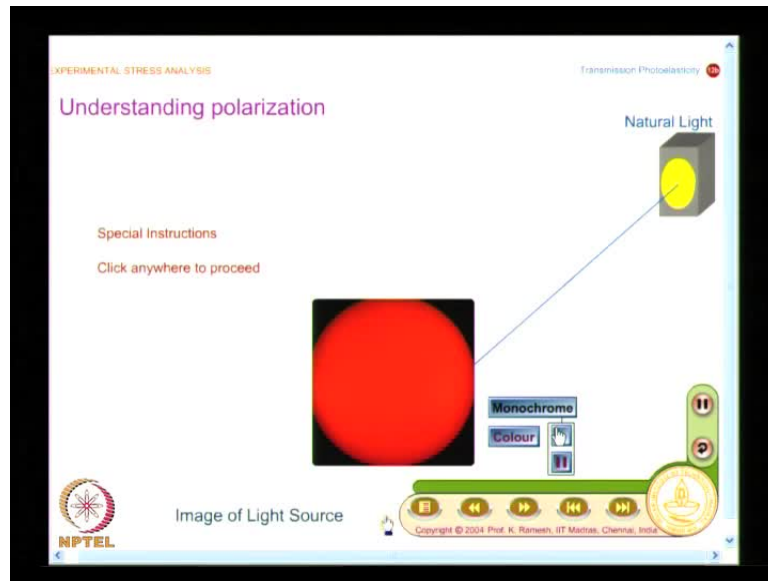 EXPERIMENTAL STRESS ANALYSIS
Transmission Photoelasticity 12b
Understanding polarization
Natural Light
Special Instructions
Click anywhere to proceed
Monochrome
Colour
Image of Light Source
Copyright © 2004 Prof. K. Ramesh, IIT Madras, Chennai, India
NPTEL